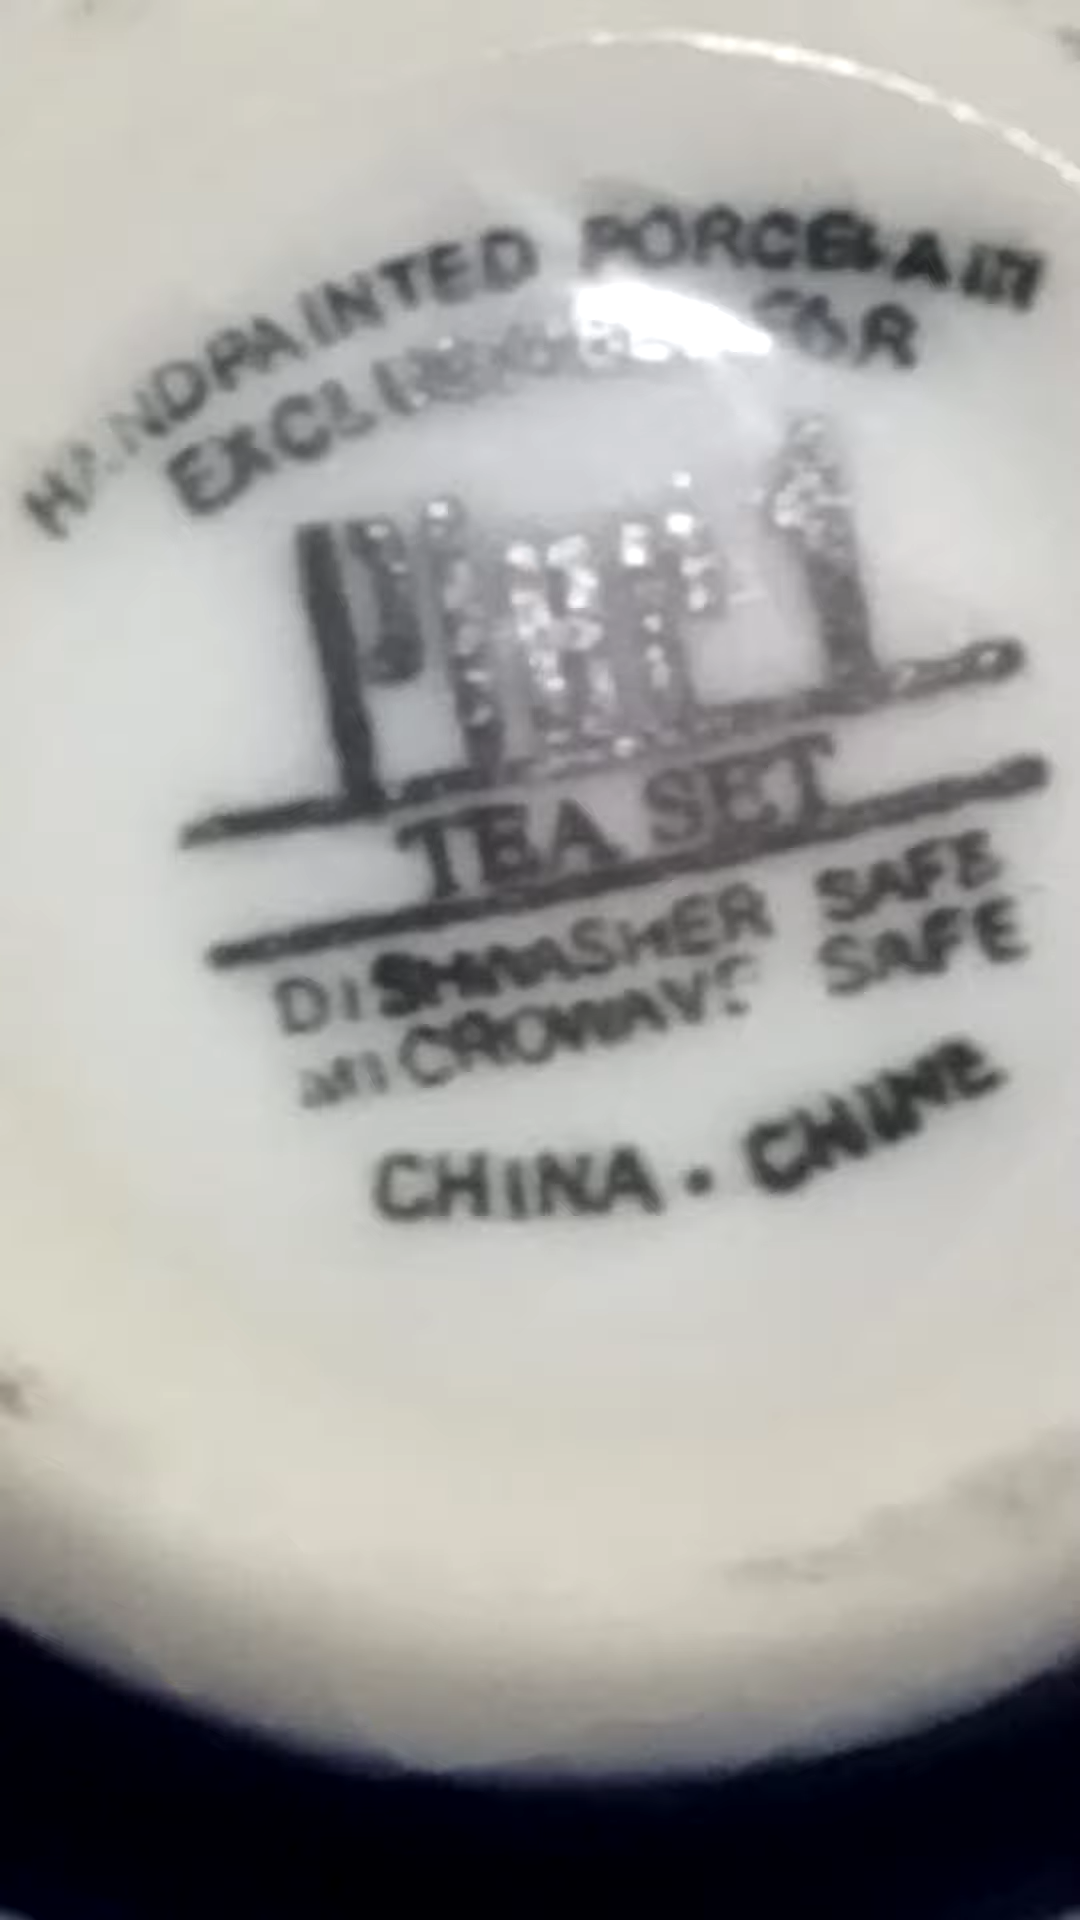 HANDPAINTED PORCELAIN
EXCLUSIVELY FOR
TEA SET
DISHWASHER SAFE
MICROWAVE SAFE
CHINA · CHINE